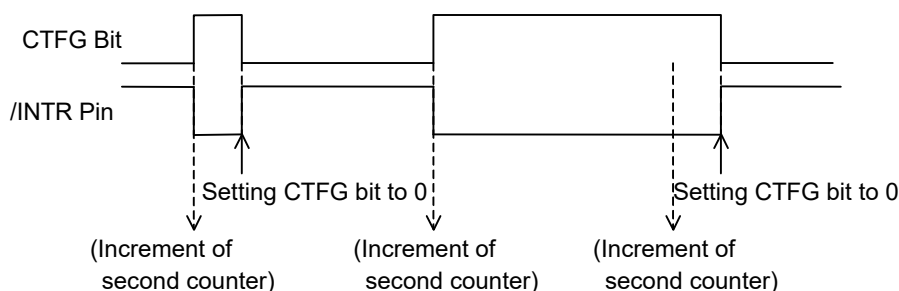 CTFG Bit
/INTR Pin
Setting CTFG bit to 0
Setting CTFG bit to 0
(Increment of
second counter)
(Increment of
second counter)
(Increment of
second counter)